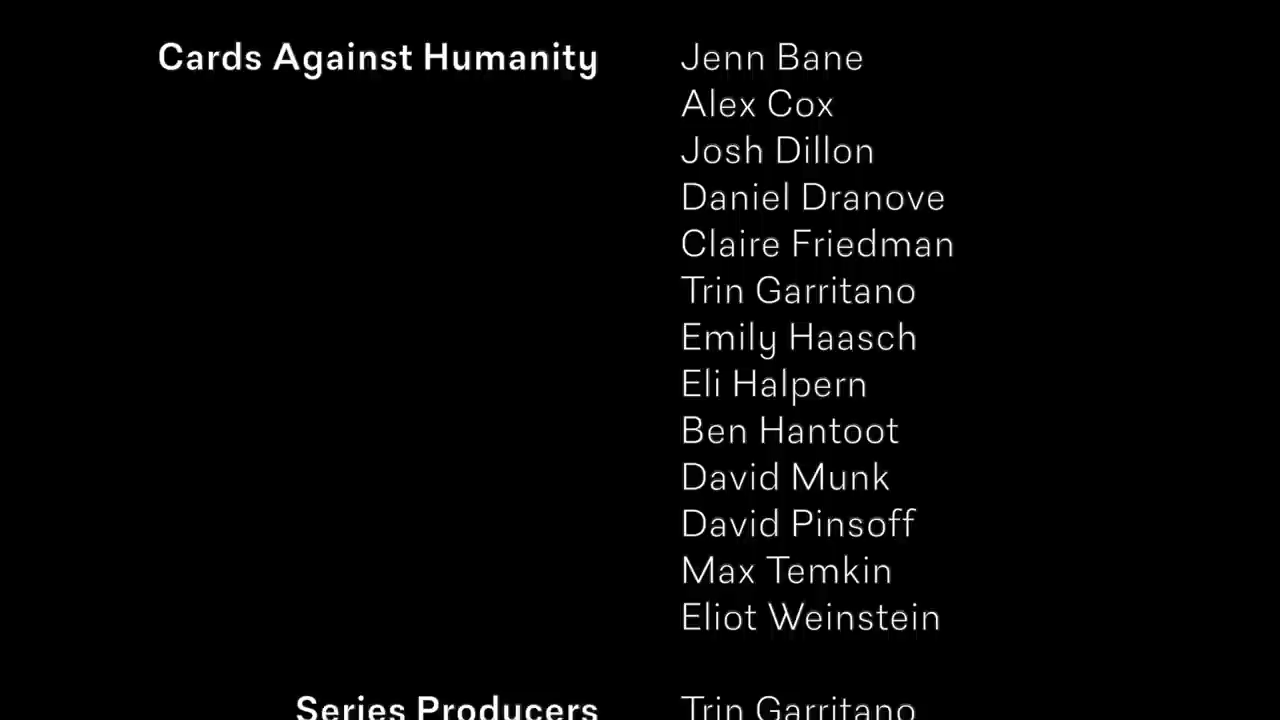 Cards Against Humanity Jenn Bane
Alex Cox
Josh Dillon
Daniel Dranove
Claire Friedman
Trin Garritano
Emily Haasch
Eli Halpern
Ben Hantoot
David Munk
David Pinsoff
Max Temkin
Eliot Weinstein
Series Producers Trin Garritano